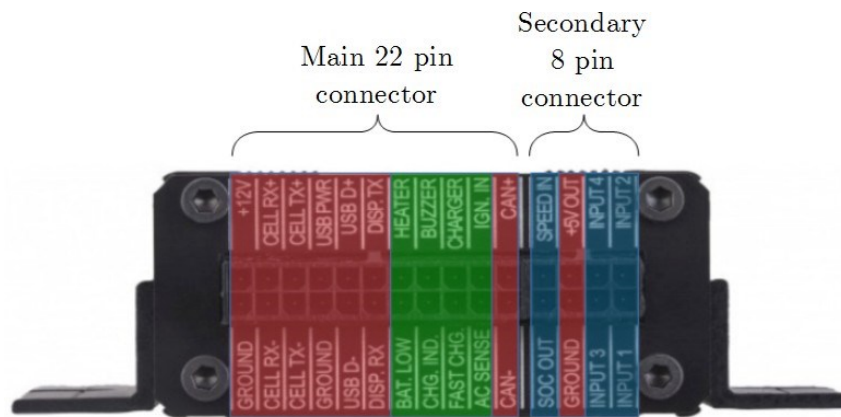 Secondary
8 pin
connector
Main 22 pin
connector
+12V
CELL RX+
CELL TX+
USB PWR
USB D+
DISP TX
HEATER
BUZZER
CHARGER
IGN. IN
CAN+
SPEED IN
+5V OUT
INPUT 4
INPUT 2
GROUND
CELL RX-
CELL TX-
GROUND
USB D-
DISP. RX
BAT. LOW
CHG. IND.
FAST CHG.
AC SENSE
CAN-
SOC OUT
GROUND
INPUT 3
INPUT 1